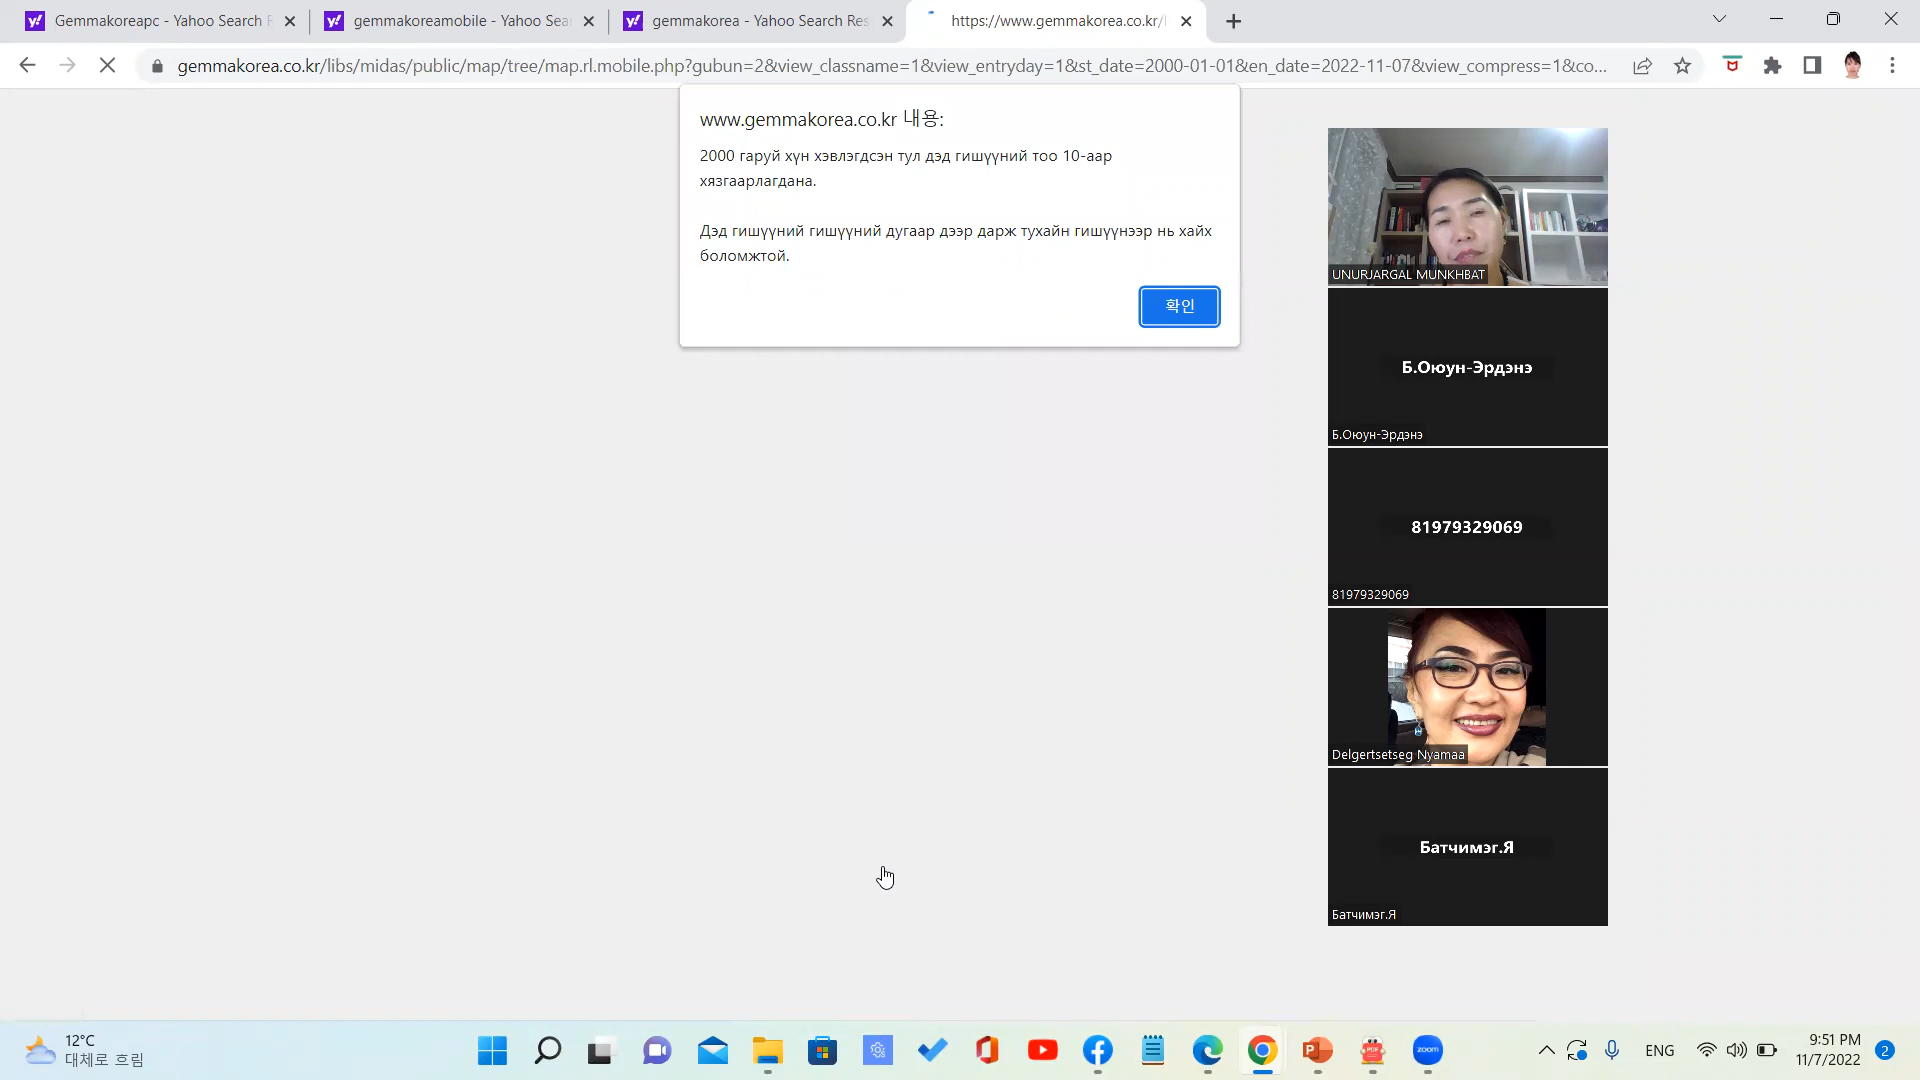 Gemmakoreapc - Yahoo Search R
gemmakoreamobile - Yahoo Sea
gemmakorea - Yahoo Search Res
https://www.gemmakorea.co.kr/l
gemmakorea.co.kr/libs/midas/public/map/tree/map.rl.mobile.php?gubun=2&view_classname=1&view_entryday=1&st_date=2000-01-01&en_date=2022-11-07&view_compress=1&co...
www.gemmakorea.co.kr 내용:
2000 гаруй хүн хэвлэгдсэн тул дэд гишүүний тоо 10-аар
хязгаарлагдана.
Дэд гишүүний гишүүний дугаар дээр дарж тухайн гишүүнээр нь хайх
боломжтой.
확인
UNURJARGAL MUNKHBAT
Б.Оюун-Эрдэнэ
Б.Оюун-Эрдэнэ
81979329069
81979329069
Delgertsetseg Nyamaa
Батчимэг.Я
Батчимэг.Я
12°C
대체로 흐림
zoom
ENG
9:51 PM
11/7/2022
2